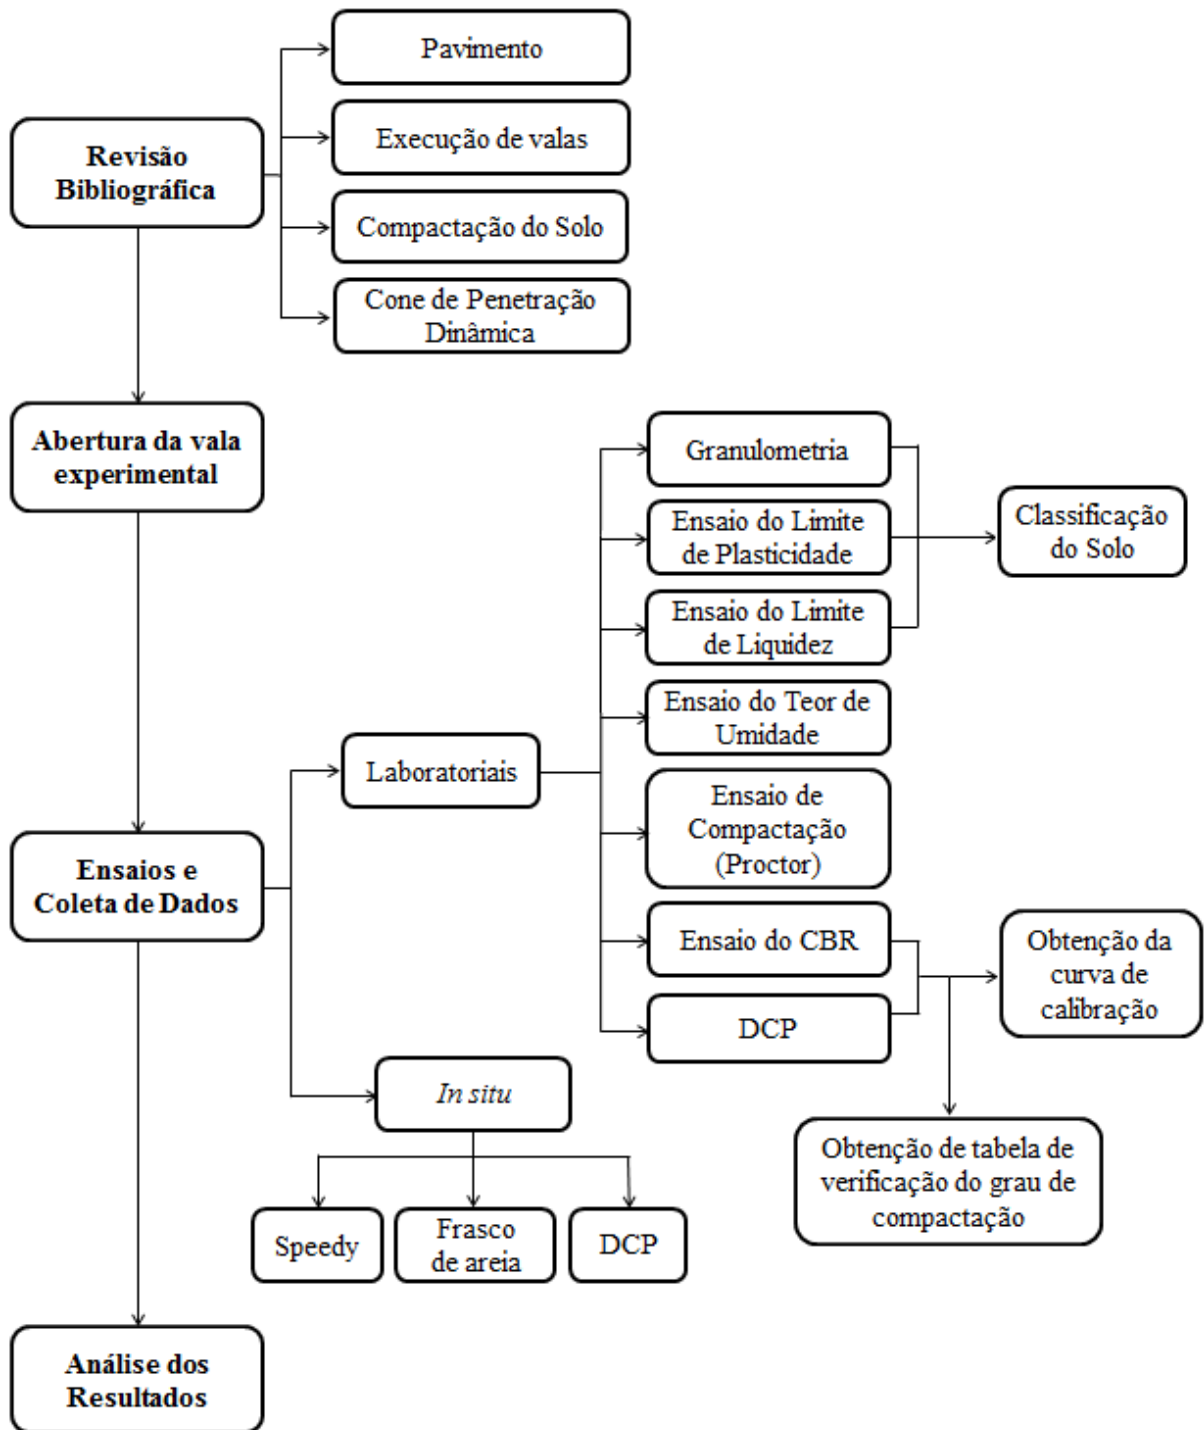 Pavimento
Execução de valas
Revisão
Bibliográfica
Compactação do Solo
Cone de Penetração
Dinâmica
Abertura da vala
experimental
Granulometria
Ensaio do Limite
de Plasticidade
Classificação
do Solo
Ensaio do Limite
de Liquidez
Ensaio do Teor de
Umidade
Laboratoriais
Ensaio de
Compactação
(Proctor)
Ensaios e
Coleta de Dados
Ensaio do CBR
DCP
Obtenção da
curva de
calibração
In situ
Obtenção de tabela de
verificação do grau de
compactação
Speedy
Frasco
de areia
DCP
Análise dos
Resultados